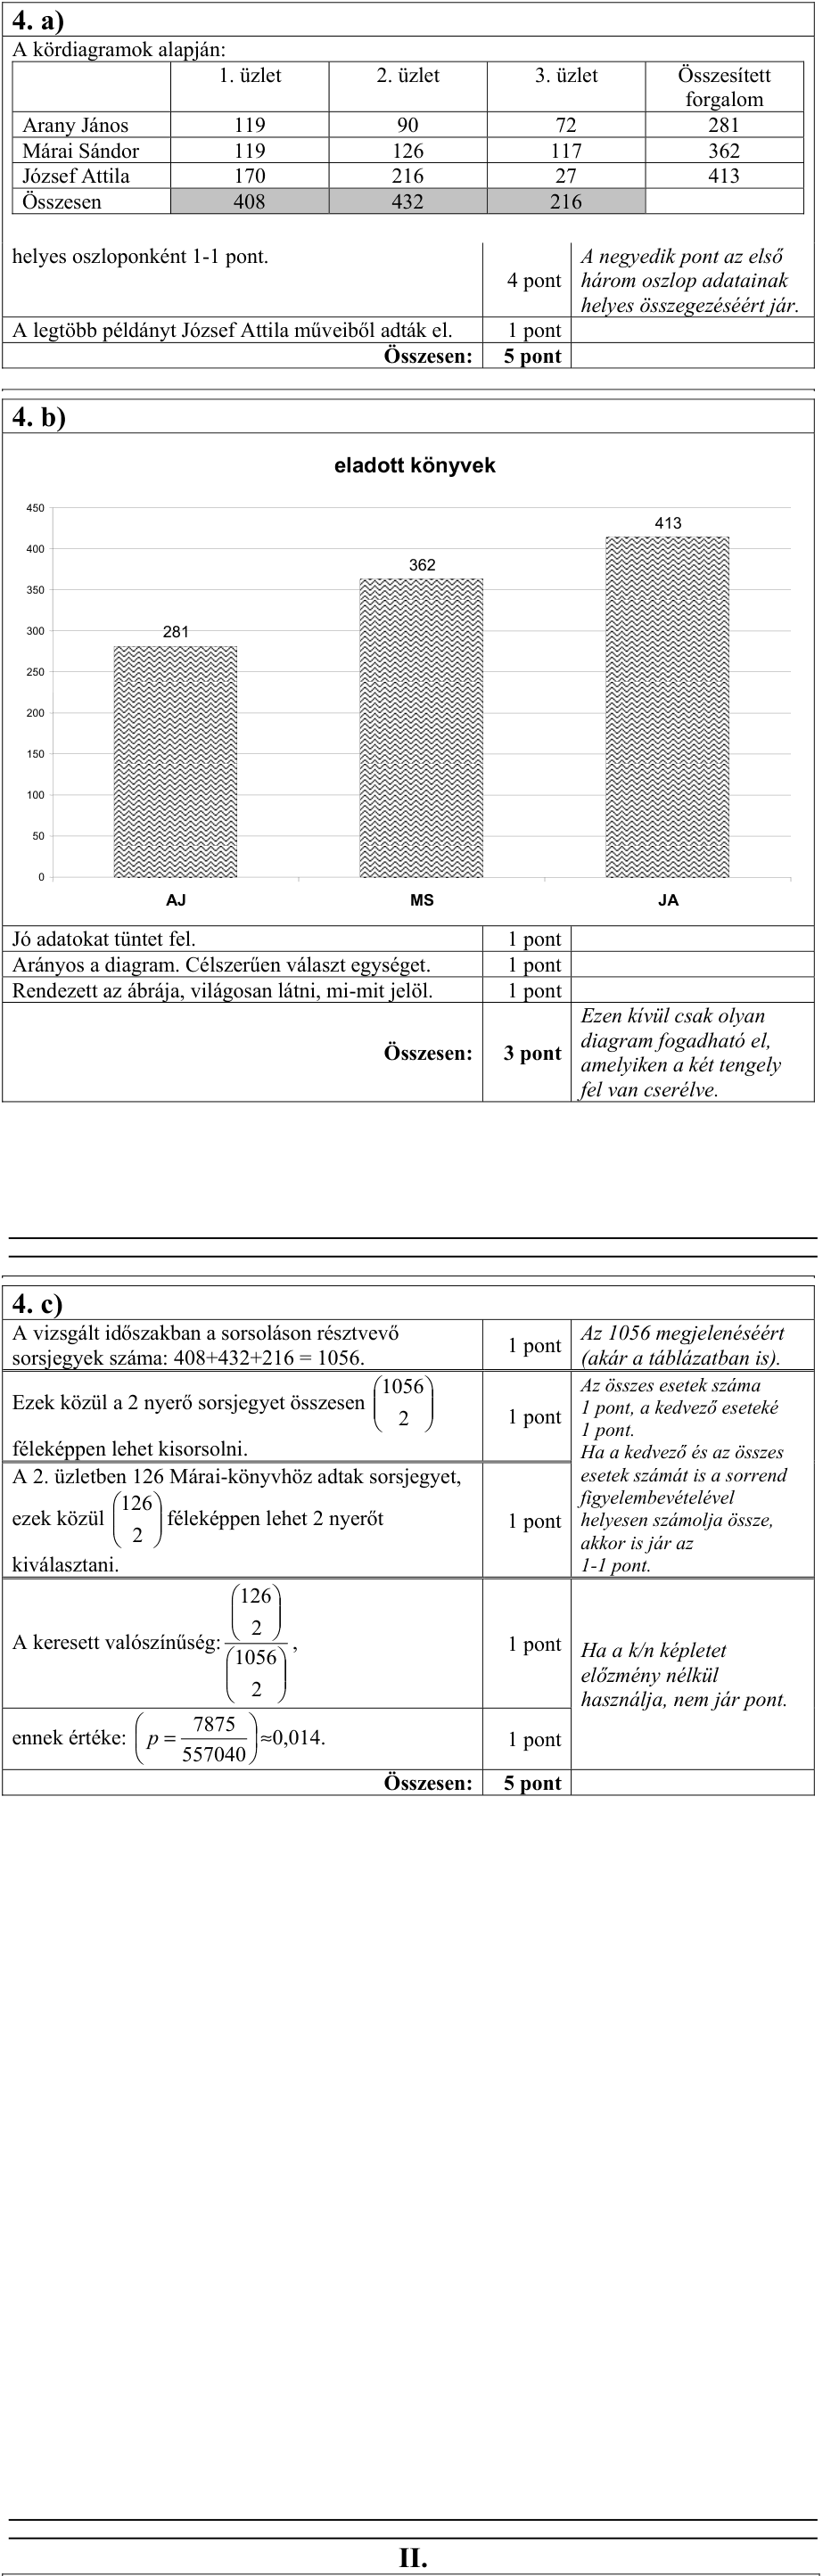 4. a)
A kördiagramok alapján:
1. üzlet 2. üzlet 3. üzlet Összesített
forgalom
Arany János 119 90 72 281
Márai Sándor 119 126 117 362
József Attila 170 216 27 413
Összesen 408 432 216
helyes oszloponként 1-1 pont.
4 pont
A negyedik pont az első
három oszlop adatainak
helyes összegezéséért jár.
A legtöbb példányt József Attila műveiből adták el. 1 pont
Összesen: 5 pont
4. b)
eladott könyvek
450
400
350
300
250
200
150
100
50
0
281
362
413
AJ MS JA
Jó adatokat tüntet fel. 1 pont
Arányos a diagram. Célszerűen választ egységet. 1 pont
Rendezett az ábrája, világosan látni, mi-mit jelöl. 1 pont
Összesen: 3 pont
Ezen kívül csak olyan
diagram fogadható el,
amelyiken a két tengely
fel van cserélve.
4. c)
A vizsgált időszakban a sorsoláson résztvevő
sorsjegyek száma: 408+432+216 = 1056.
1 pont
Az 1056 megjelenéséért
(akár a táblázatban is).
Ezek közül a 2 nyerő sorsjegyet összesen (1056
2)
féleképpen lehet kisorsolni.
1 pont
A 2. üzletben 126 Márai-könyvhöz adtak sorsjegyet,
ezek közül (126
2) féleképpen lehet 2 nyerőt
kiválasztani.
1 pont
Az összes esetek száma
1 pont, a kedvező eseteké
1 pont.
Ha a kedvező és az összes
esetek számát is a sorrend
figyelembevételével
helyesen számolja össze,
akkor is jár az
1-1 pont.
A keresett valószínűség: (126
2)
(1056
2) ,
1 pont
ennek értéke: (p = 7875
557040) ≈0,014.
1 pont
Ha a k/n képletet
előzmény nélkül
használja, nem jár pont.
Összesen: 5 pont
II.